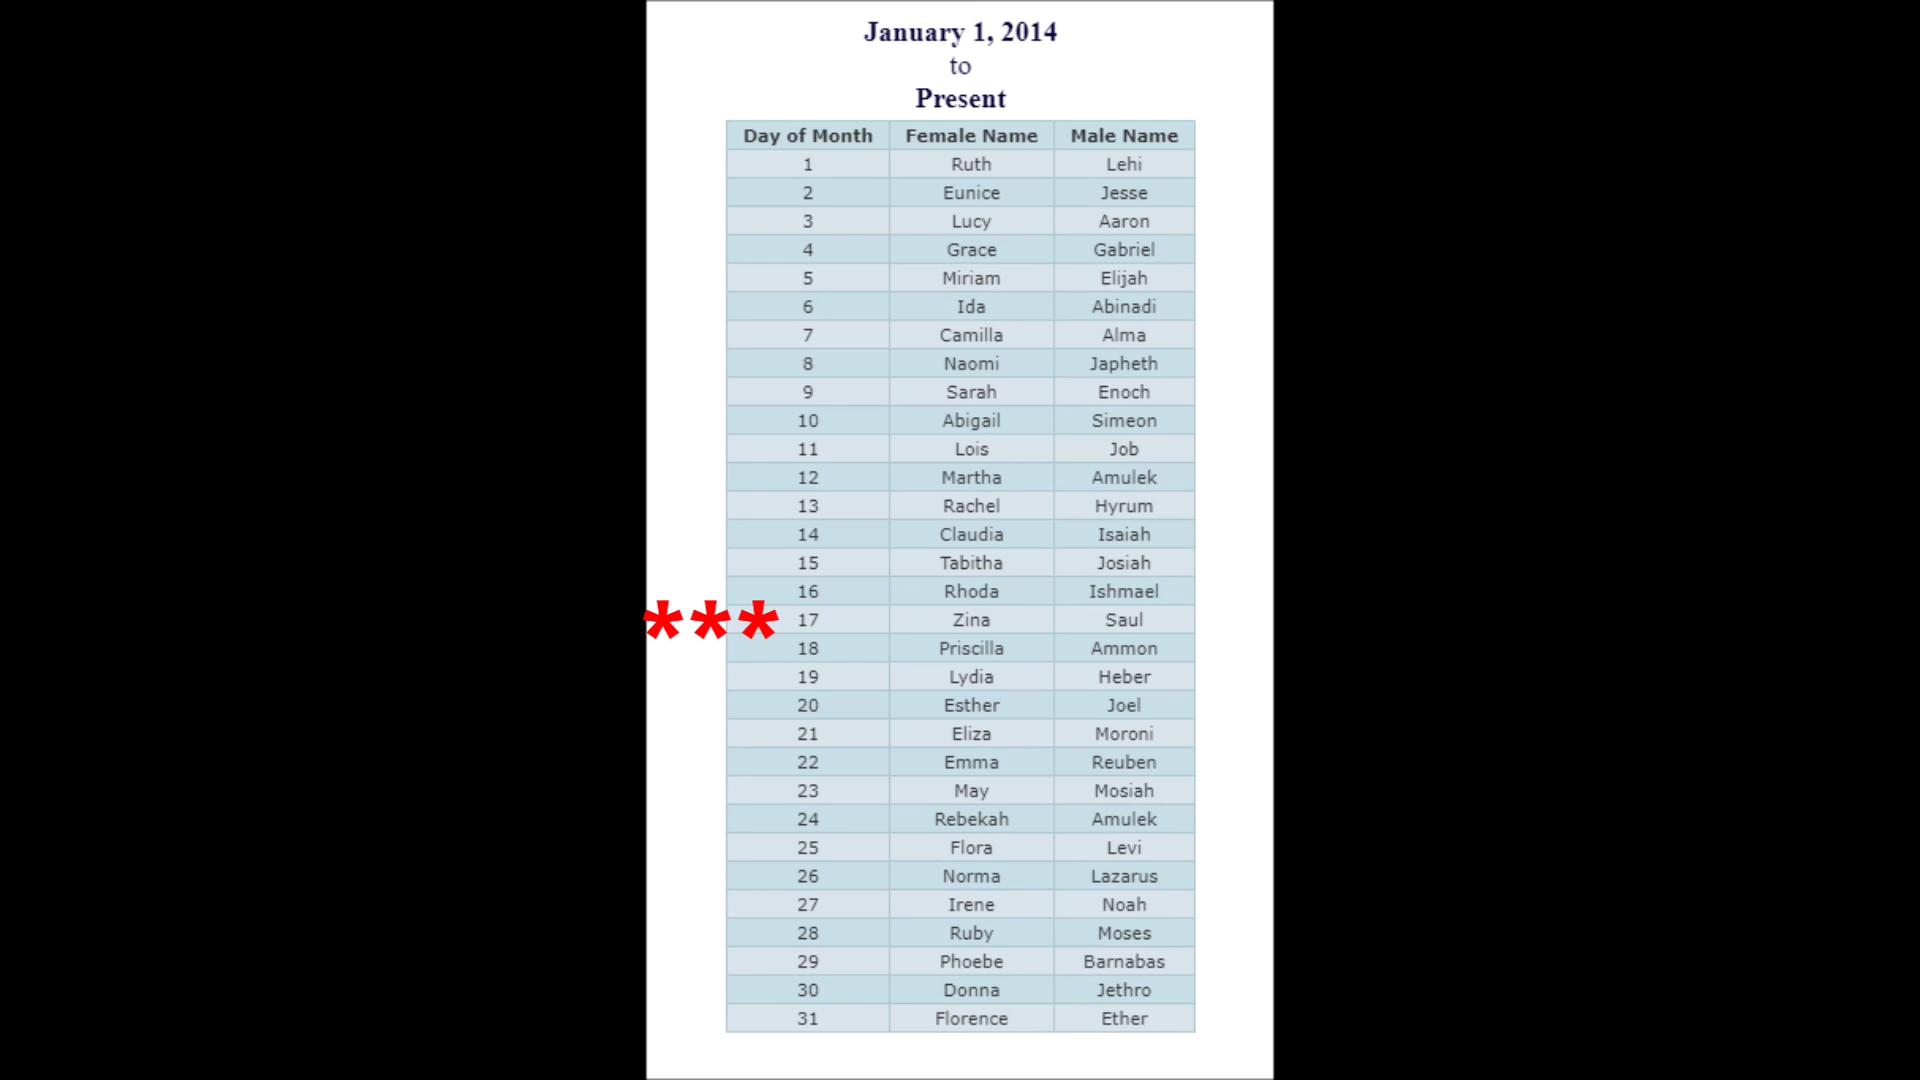 January 1, 2014
to
Present
Day of Month Female Name Male Name
1 Ruth Lehi
2 Eunice Jesse
3 Lucy Aaron
4 Grace Gabriel
5 Miriam Elijah
6 Ida Abinadi
7 Camilla Alma
8 Naomi Japheth
9 Sarah Enoch
10 Abigail Simeon
11 Lois Job
12 Martha Amulek
13 Rachel Hyrum
14 Claudia Isaiah
15 Tabitha Josiah
16 Rhoda Ishmael
*** 17 Zina Saul
18 Priscilla Ammon
19 Lydia Heber
20 Esther Joel
21 Eliza Moroni
22 Emma Reuben
23 May Mosiah
24 Rebekah Amulek
25 Flora Levi
26 Norma Lazarus
27 Irene Noah
28 Ruby Moses
29 Phoebe Barnabas
30 Donna Jethro
31 Florence Ether